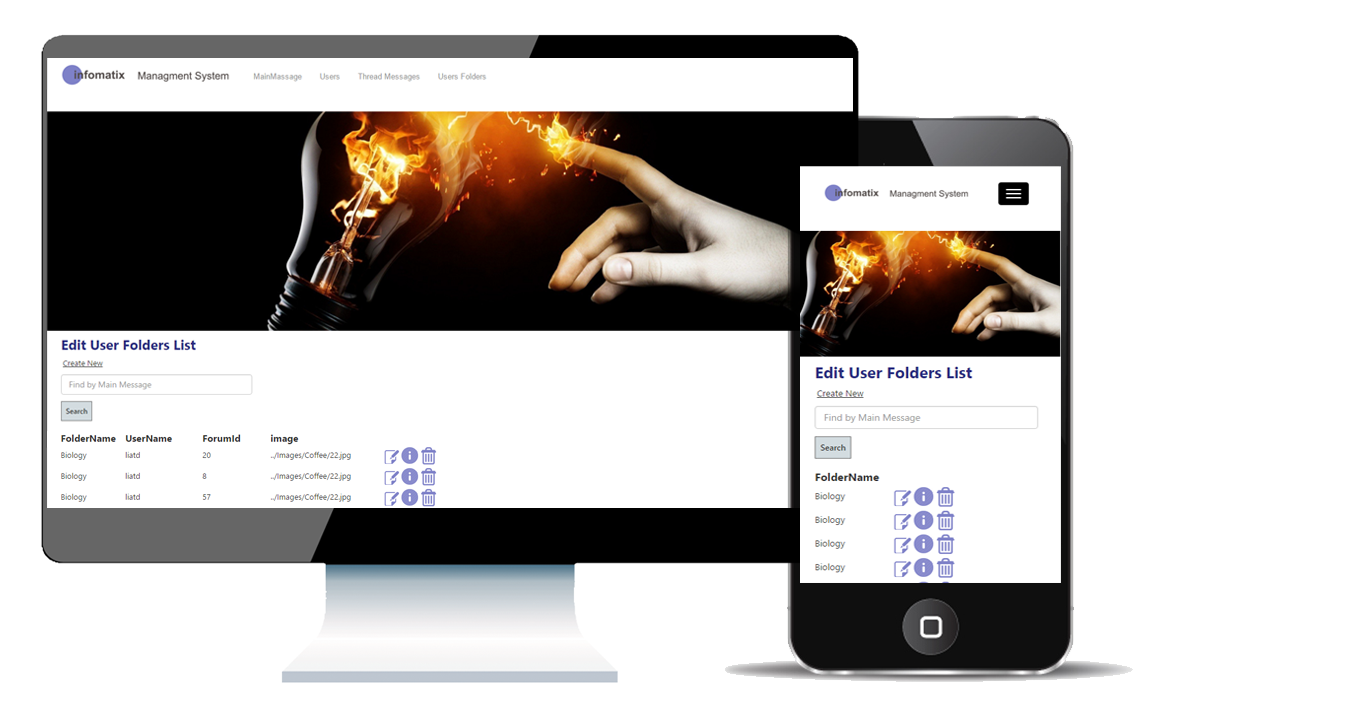 infomatix Managment System MainMassage Users Thread Messages Users Folders
Edit User Folders List
Create New
Find by Main Message
Search
FolderName UserName ForumId image
Biology liatd 20 ../Images/Coffee/22.jpg
Biology liatd 8 ../Images/Coffee/22.jpg
Biology liatd 57 ../Images/Coffee/22.jpg
infomatix Managment System
Edit User Folders List
Create New
Find by Main Message
Search
FolderName
Biology
Biology
Biology
Biology